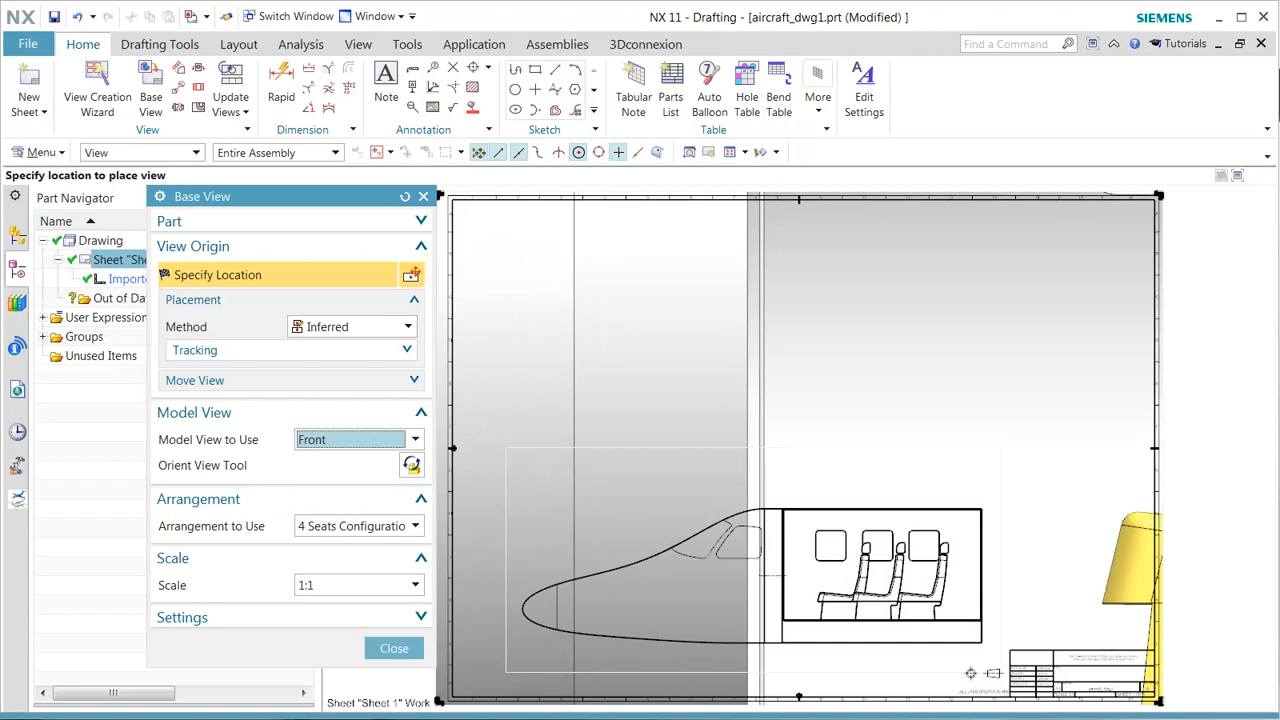 NX
Switch Window
Window
NX 11 - Drafting - [aircraft_dwg1.prt (Modified) ]
SIEMENS
File
Home
Drafting Tools
Layout
Analysis
View
Tools
Application
Assemblies
3Dconnexion
Find a Command
Tutorials
New Sheet
View Creation Wizard
Base View
Update Views
Rapid
Note
Tabular Note
Parts List
Auto Balloon
Hole Table
Bend Table
More
Edit Settings
View
Dimension
Annotation
Sketch
Table
Menu
View
Entire Assembly
Specify location to place view
Part Navigator
Name
Drawing
Sheet "She
Importe
Out of Da
User Expression
Groups
Unused Items
Base View
Part
View Origin
Specify Location
Placement
Method
Inferred
Tracking
Move View
Model View
Model View to Use
Front
Orient View Tool
Arrangement
Arrangement to Use
4 Seats Configuratio
Scale
Scale
1:1
Settings
Close
Sheet "Sheet 1" Work